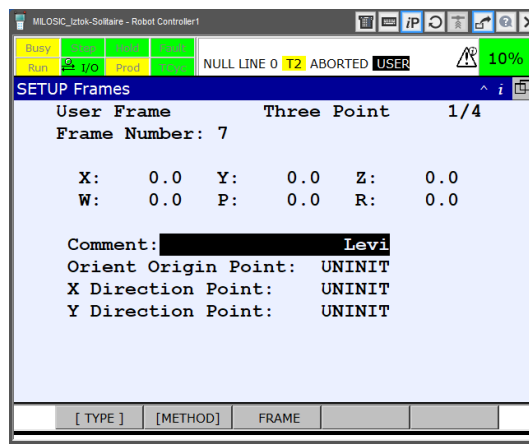 MILOSIC_Iztok-Solitaire - Robot Controller1
Busy Step Hold Fault
Run I/O Prod TCyc
NULL LINE 0 T2 ABORTED USER
10%
SETUP Frames
User Frame Three Point 1/4
Frame Number: 7
X: 0.0 Y: 0.0 Z: 0.0
W: 0.0 P: 0.0 R: 0.0
Comment: Levi
Orient Origin Point: UNINIT
X Direction Point: UNINIT
Y Direction Point: UNINIT
[ TYPE ] [METHOD] FRAME